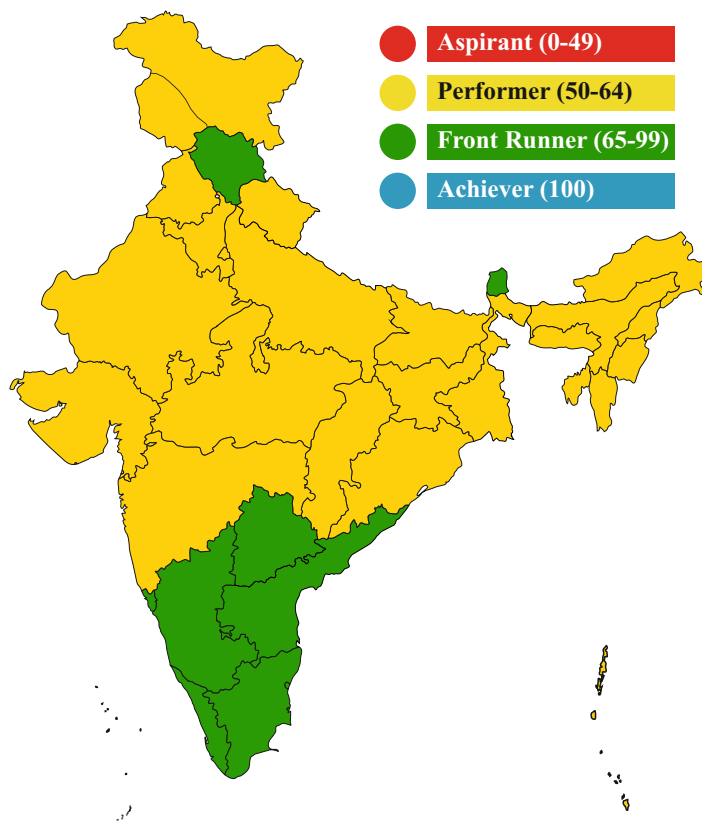 Aspirant (0-49)
Performer (50-64)
Front Runner (65-99)
Achiever (100)